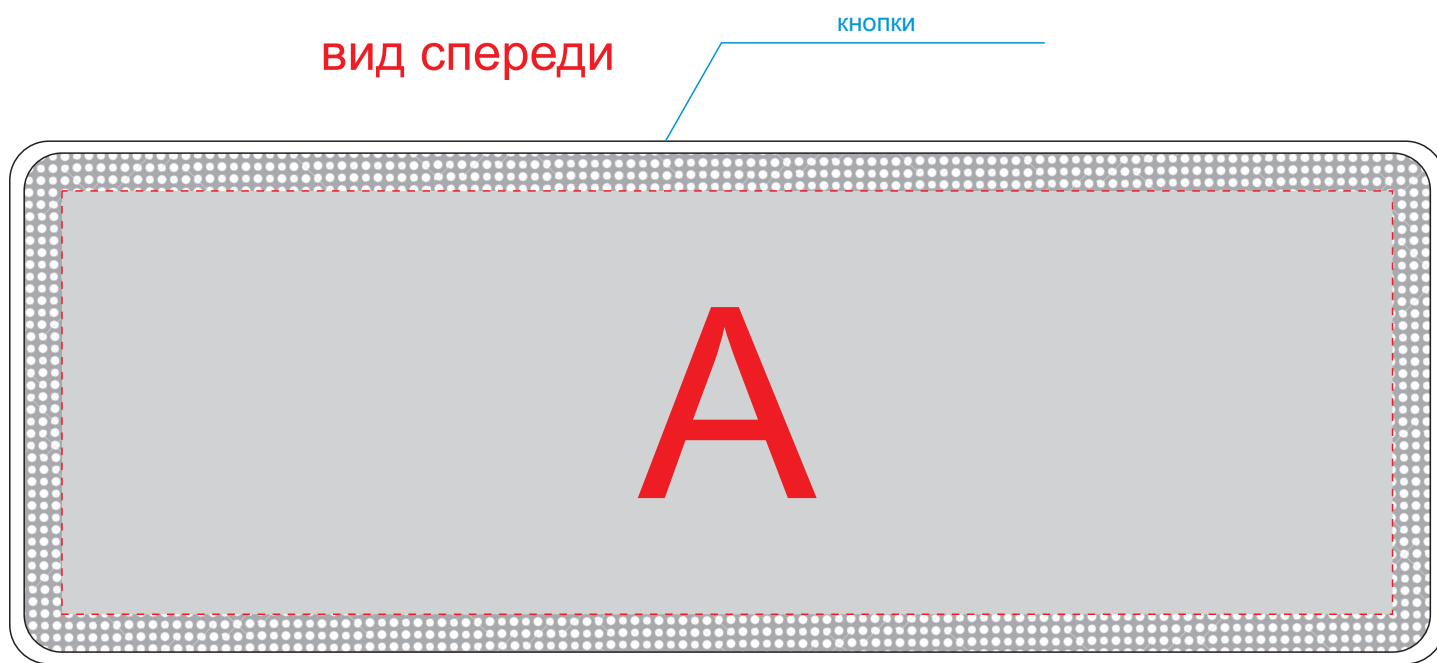 кнопки
вид спереди
А